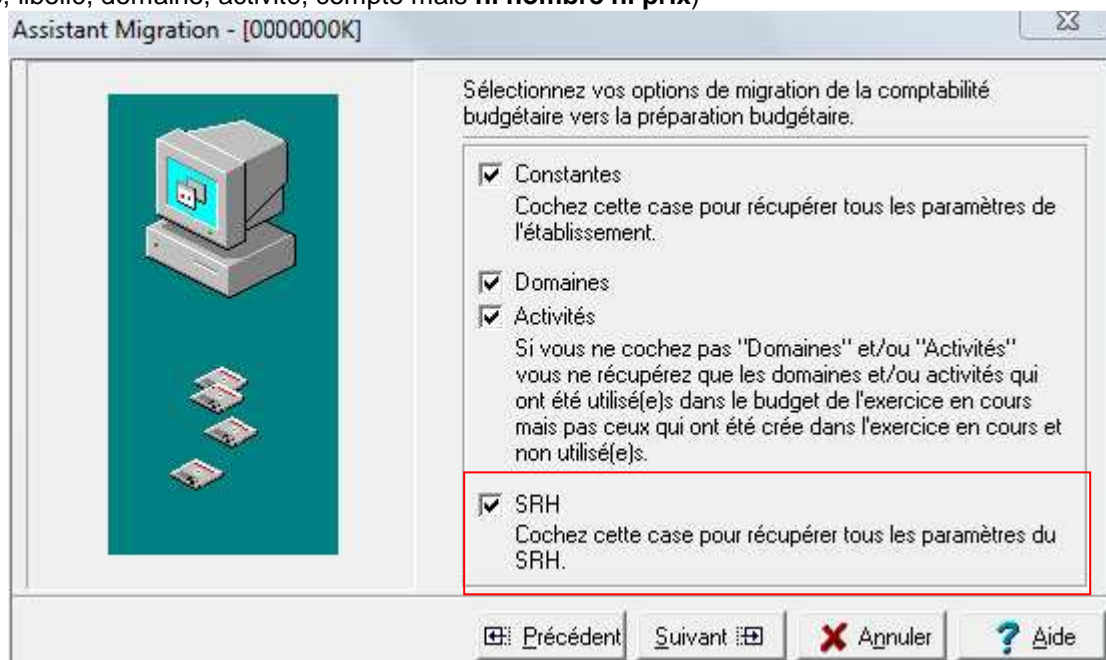 , libellé, domaine, activité, compte mais ni nombre ni prix)
Assistant Migration - [0000000K]
Sélectionnez vos options de migration de la comptabilité
budgétaire vers la préparation budgétaire.
Constantes
Cochez cette case pour récupérer tous les paramètres de
l'établissement.
Domaines
Activités
Si vous ne cochez pas "Domaines" et/ou "Activités"
vous ne récupérez que les domaines et/ou activités qui
ont été utilisé(e)s dans le budget de l'exercice en cours
mais pas ceux qui ont été crée dans l'exercice en cours et
non utilisé(e)s.
SRH
Cochez cette case pour récupérer tous les paramètres du
SRH.
Précédent Suivant Annuler Aide